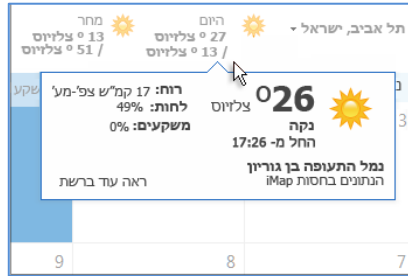 תל אביב, ישראל
היום
27 º צלזיוס
/ 13 º צלזיוס
מחר
13 º צלזיוס
/ 51 º צלזיוס
26º צלזיוס
נקה
החל מ- 17:26
רוח: 17 קמ"ש צפ'-מע'
לחות: 49%
משקעים: 0%
נמל התעופה בן גוריון
הנתונים בחסות iMap
ראה עוד ברשת
3
7
8
9